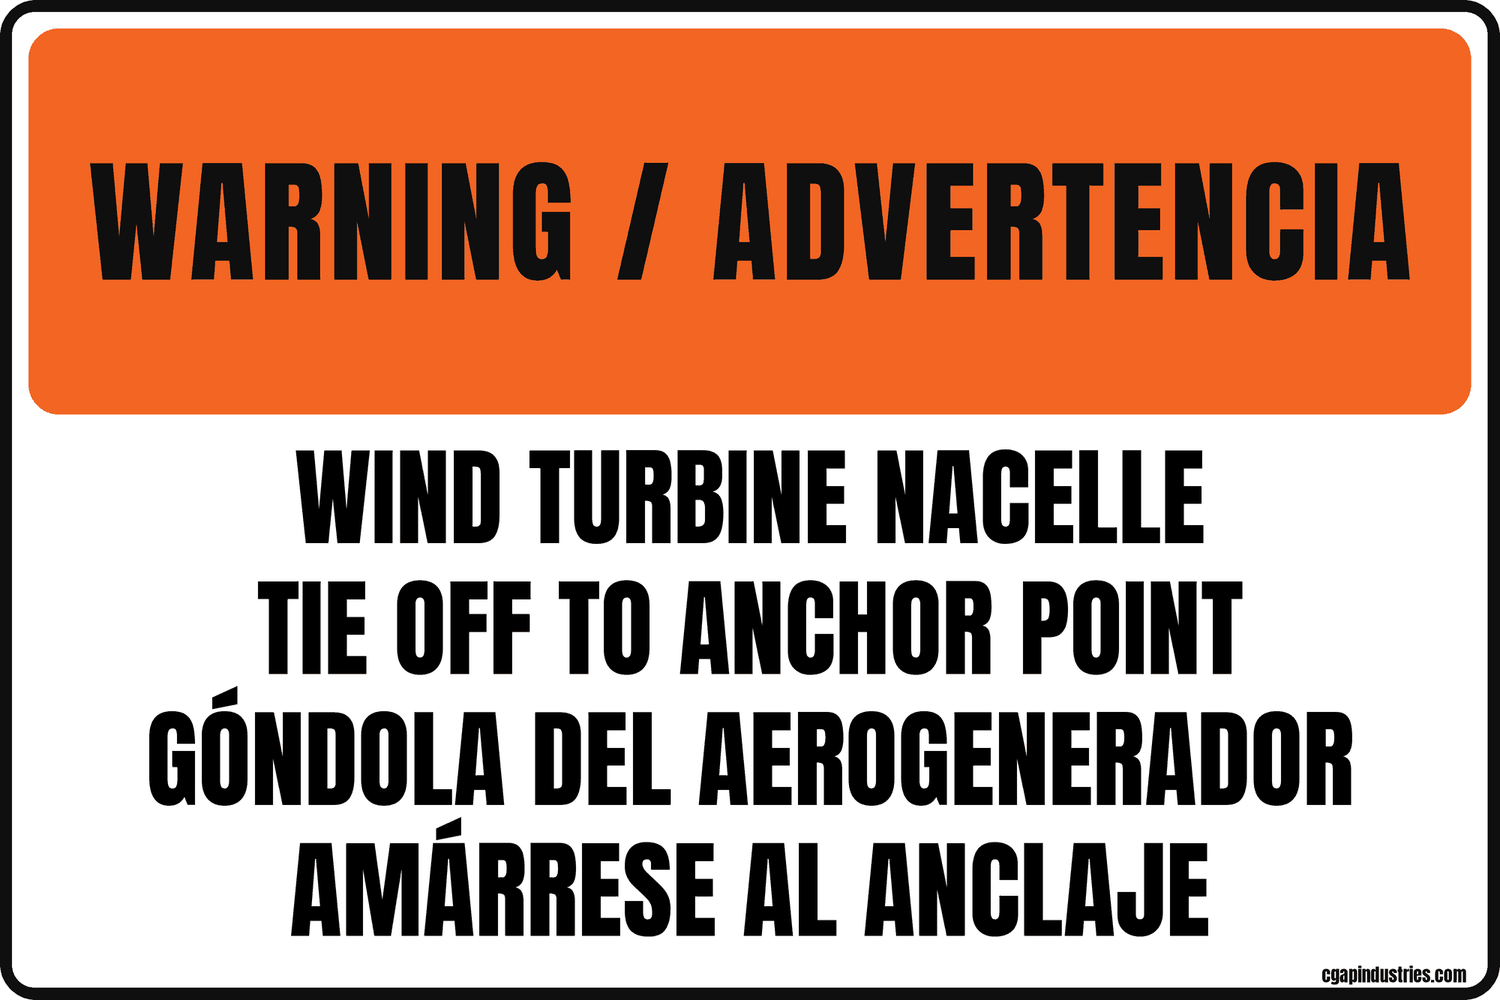 WARNING / ADVERTENCIA
WIND TURBINE NACELLE
TIE OFF TO ANCHOR POINT
GÓNDOLA DEL AEROGENERADOR
AMÁRRESE AL ANCLAJE
cgapindustries.com